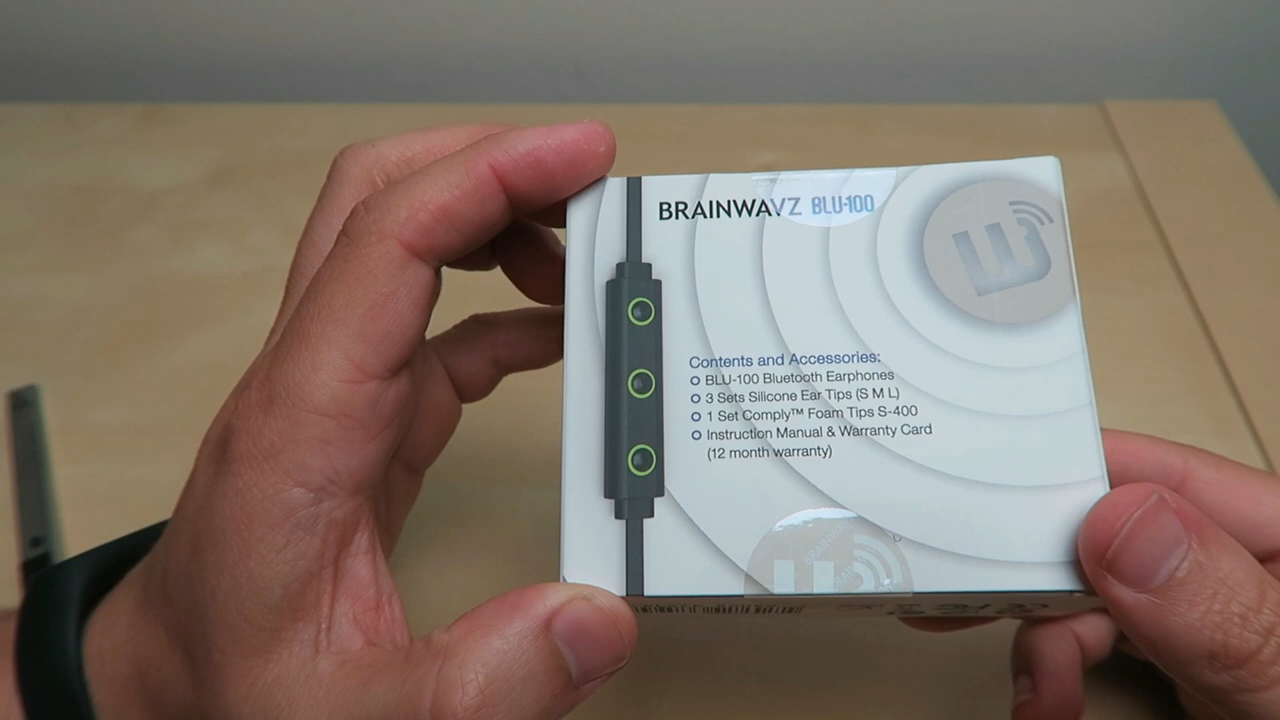 BRAINWAVZ BLU-100
Contents and Accessories:
BLU-100 Bluetooth Earphones
3 Sets Silicone Ear Tips (S M L)
1 Set Comply™ Foam Tips S-400
Instruction Manual & Warranty Card
(12 month warranty)